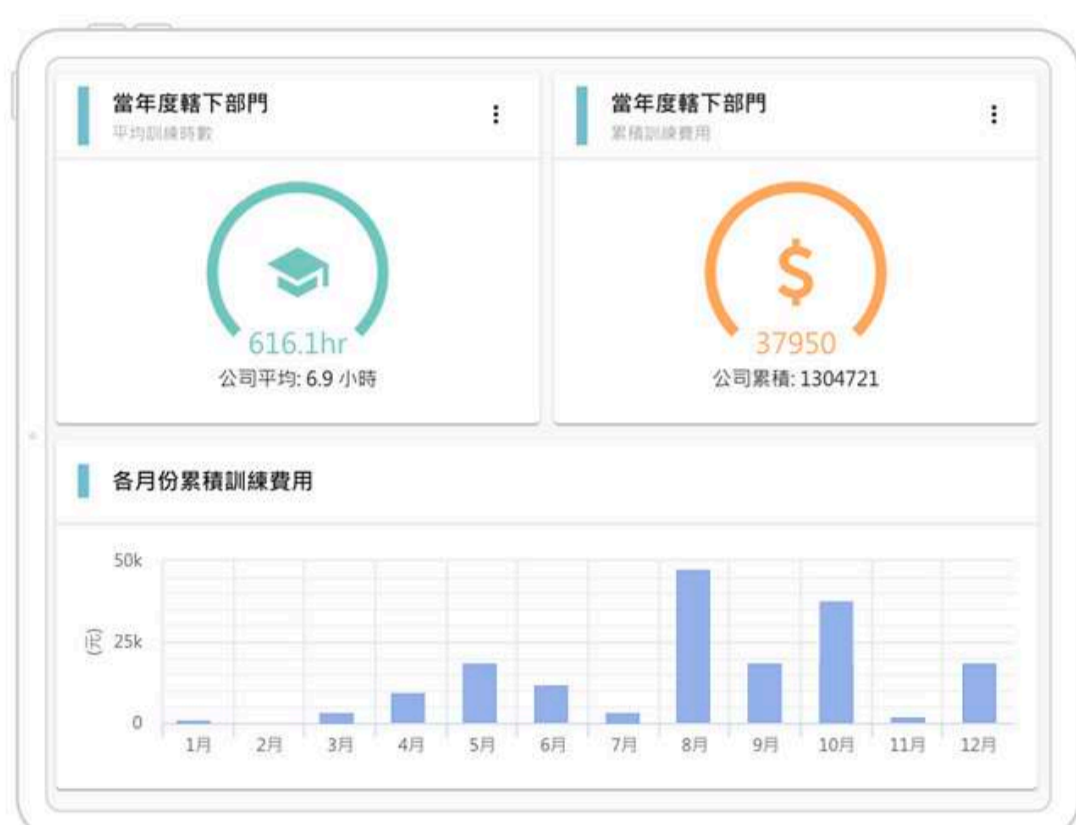 當年度轄下部門
平均訓練時數
616.1hr
公司平均: 6.9 小時
當年度轄下部門
累積訓練費用
37950
公司累積: 1304721
各月份累積訓練費用
(元)
50k
25k
0
1月 2月 3月 4月 5月 6月 7月 8月 9月 10月 11月 12月